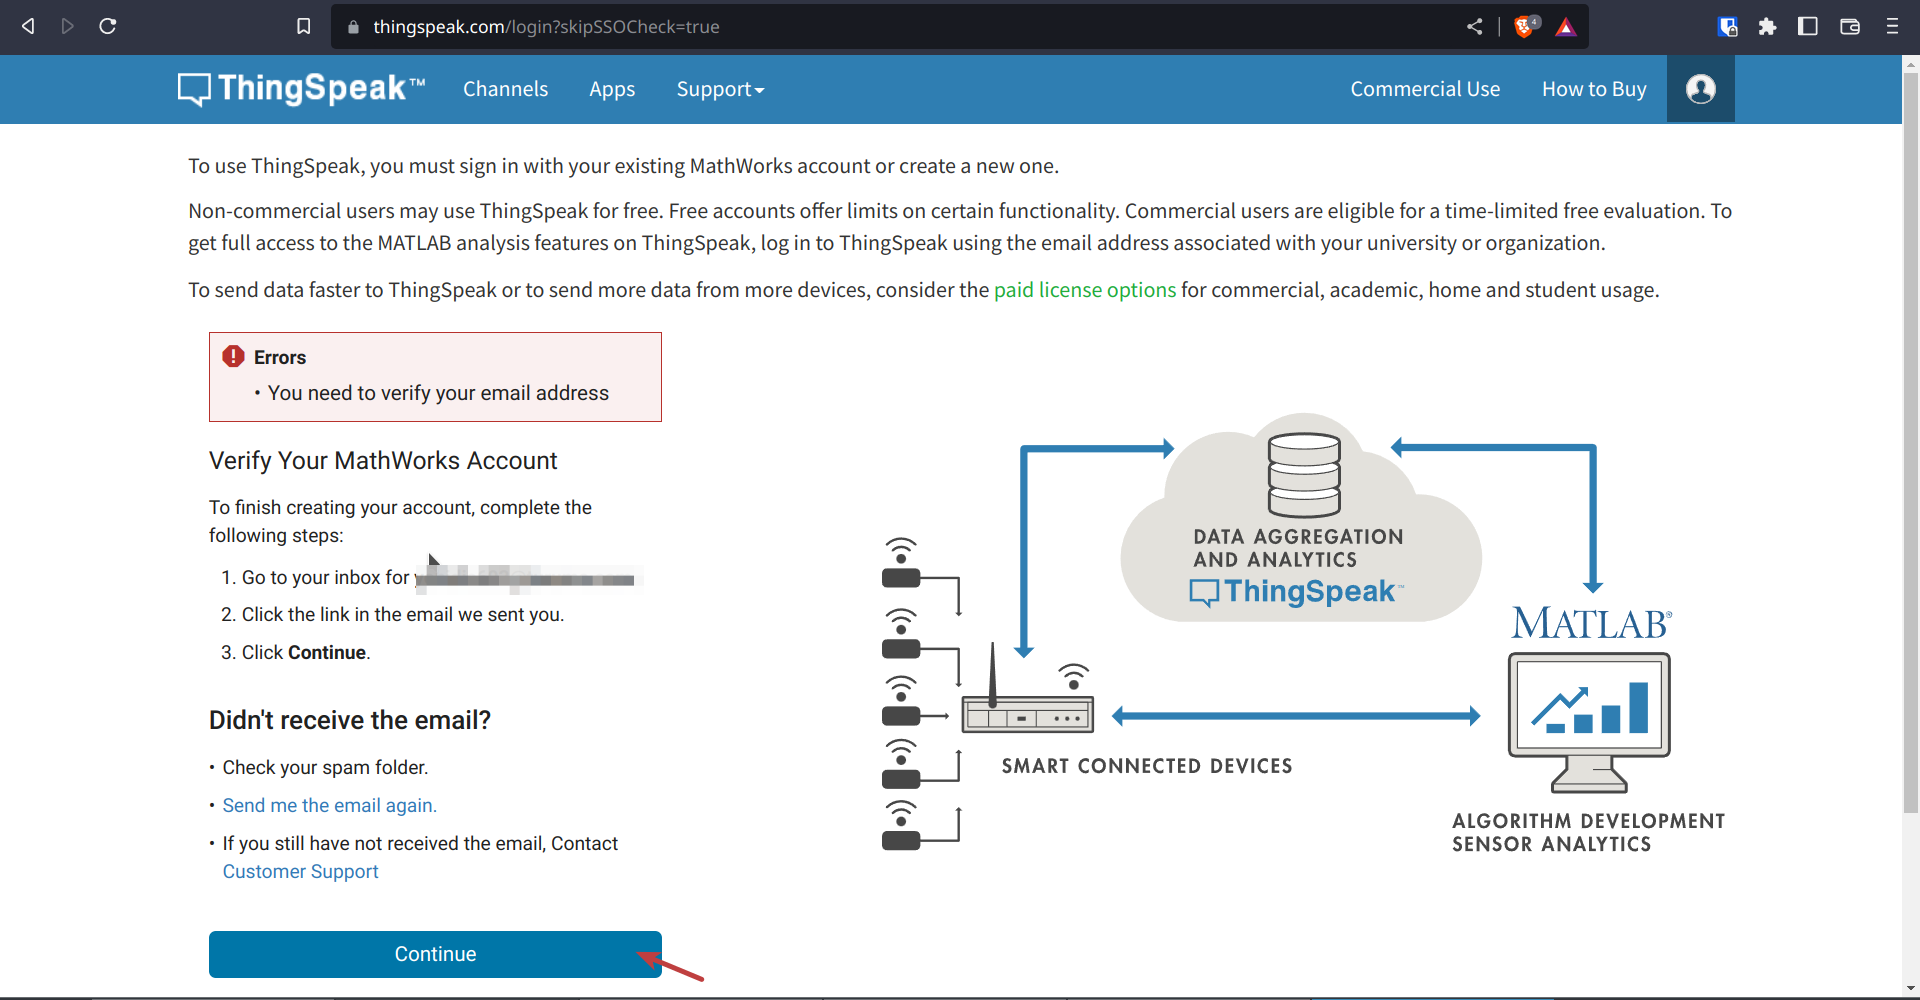 thingspeak.com/login?skipSSOCheck=true
4
ThingSpeak™
Channels
Apps
Support
Commercial Use
How to Buy
To use ThingSpeak, you must sign in with your existing MathWorks account or create a new one.
Non-commercial users may use ThingSpeak for free. Free accounts offer limits on certain functionality. Commercial users are eligible for a time-limited free evaluation. To
get full access to the MATLAB analysis features on ThingSpeak, log in to ThingSpeak using the email address associated with your university or organization.
To send data faster to ThingSpeak or to send more data from more devices, consider the paid license options for commercial, academic, home and student usage.
Errors
• You need to verify your email address
Verify Your MathWorks Account
To finish creating your account, complete the
following steps:
1. Go to your inbox for
2. Click the link in the email we sent you.
3. Click Continue.
Didn't receive the email?
• Check your spam folder.
• Send me the email again.
• If you still have not received the email, Contact
Customer Support
Continue
DATA AGGREGATION
AND ANALYTICS
ThingSpeak™
MATLAB®
SMART CONNECTED DEVICES
ALGORITHM DEVELOPMENT
SENSOR ANALYTICS